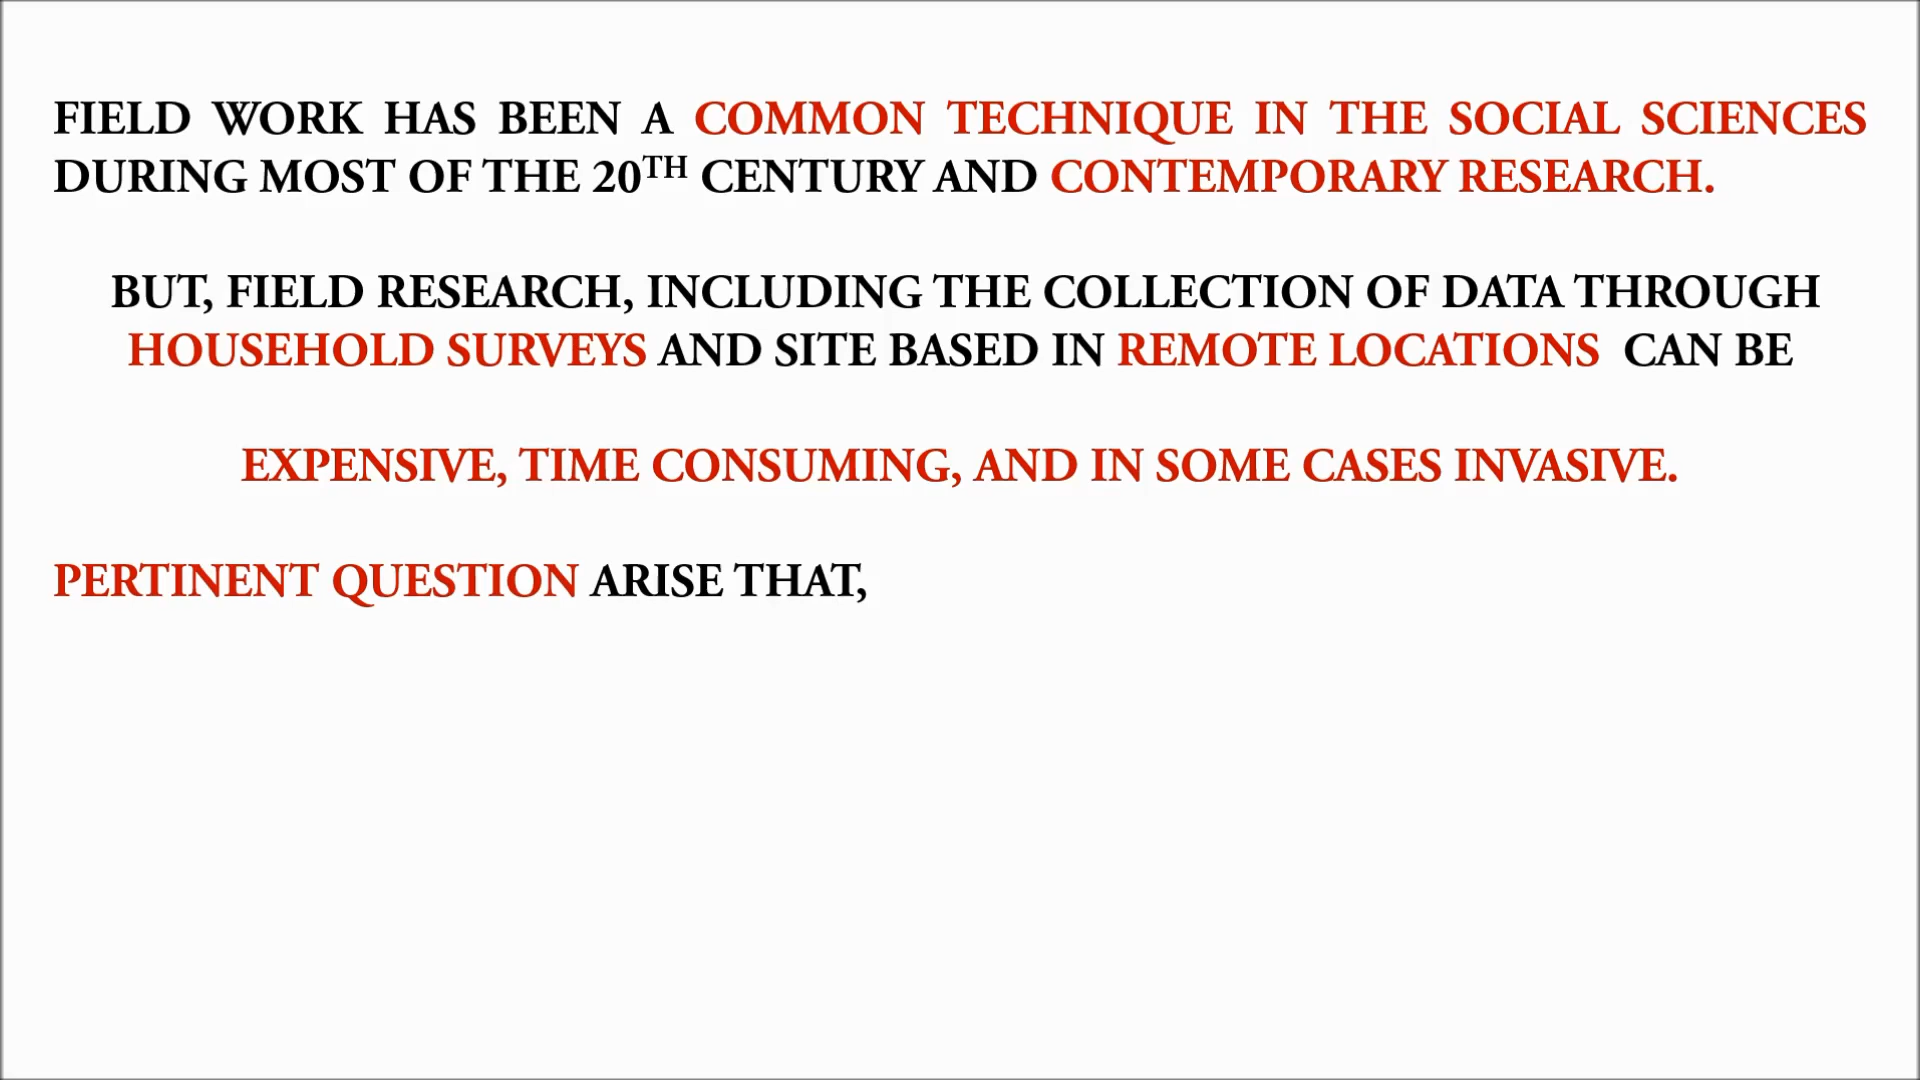 FIELD WORK HAS BEEN A COMMON TECHNIQUE IN THE SOCIAL SCIENCES
DURING MOST OF THE 20TH CENTURY AND CONTEMPORARY RESEARCH.
BUT, FIELD RESEARCH, INCLUDING THE COLLECTION OF DATA THROUGH
HOUSEHOLD SURVEYS AND SITE BASED IN REMOTE LOCATIONS CAN BE
EXPENSIVE, TIME CONSUMING, AND IN SOME CASES INVASIVE.
PERTINENT QUESTION ARISE THAT,